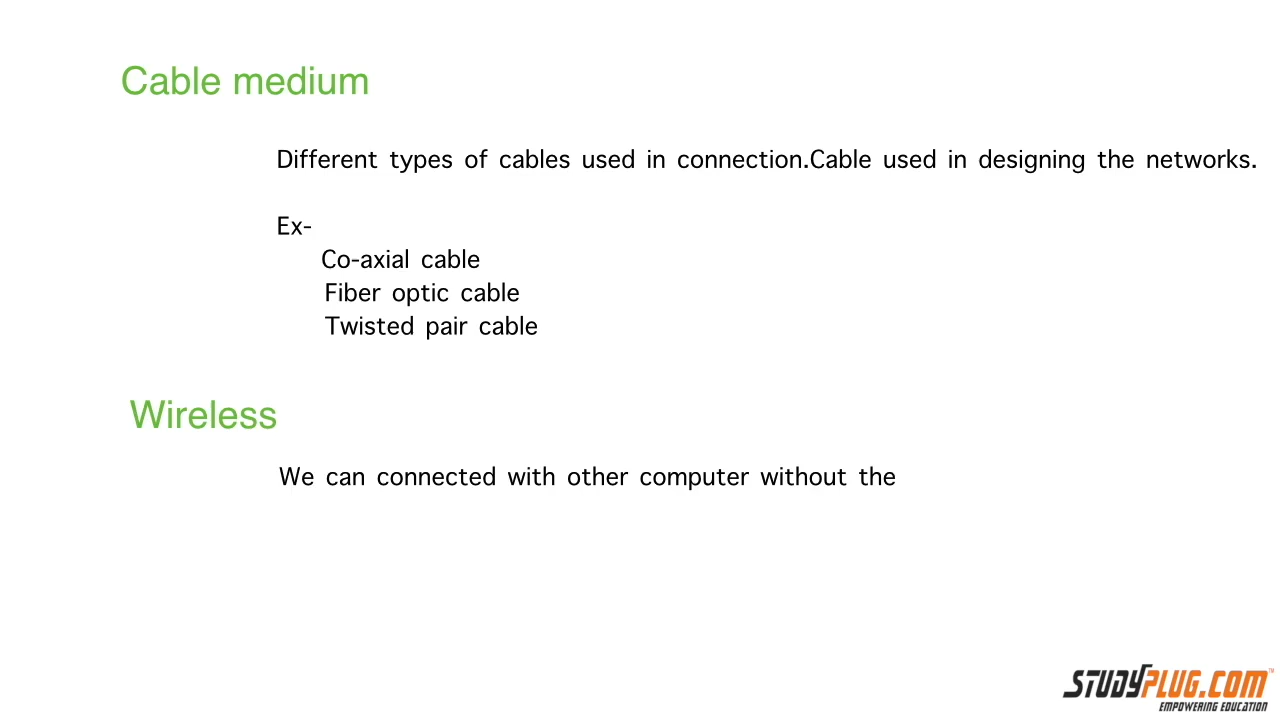 Cable medium
Different types of cables used in connection.Cable used in designing the networks.
Ex-
Co-axial cable
Fiber optic cable
Twisted pair cable
Wireless
We can connected with other computer without the
STUDYPLUG.COM™
EMPOWERING EDUCATION